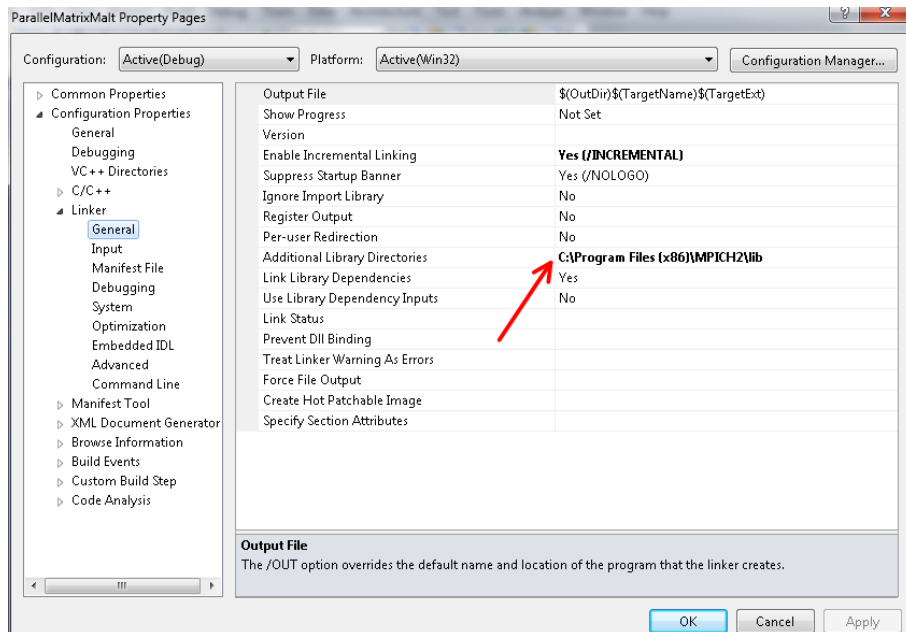 ParallelMatrixMalt Property Pages
Configuration: Active(Debug) Platform: Active(Win32) Configuration Manager...
Common Properties
Configuration Properties
General
Debugging
VC++ Directories
C/C++
Linker
General
Input
Manifest File
Debugging
System
Optimization
Embedded IDL
Advanced
Command Line
Manifest Tool
XML Document Generator
Browse Information
Build Events
Custom Build Step
Code Analysis
Output File $(OutDir)$(TargetName)$(TargetExt)
Show Progress Not Set
Version
Enable Incremental Linking Yes (/INCREMENTAL)
Suppress Startup Banner Yes (/NOLOGO)
Ignore Import Library No
Register Output No
Per-user Redirection No
Additional Library Directories C:\Program Files (x86)\MPICH2\lib
Link Library Dependencies Yes
Use Library Dependency Inputs No
Link Status
Prevent Dll Binding
Treat Linker Warning As Errors
Force File Output
Create Hot Patchable Image
Specify Section Attributes
Output File
The /OUT option overrides the default name and location of the program that the linker creates.
OK Cancel Apply